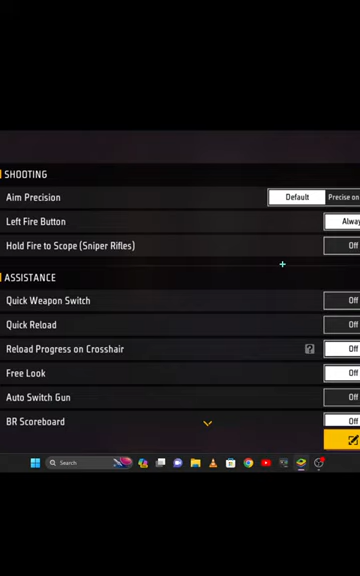 SHOOTING
Aim Precision Default Precise on
Left Fire Button
Hold Fire to Scope (Sniper Rifles) Off
ASSISTANCE
Quick Weapon Switch Off
Quick Reload Off
Reload Progress on Crosshair ? Off
Free Look Off
Auto Switch Gun Off
BR Scoreboard Off
Search